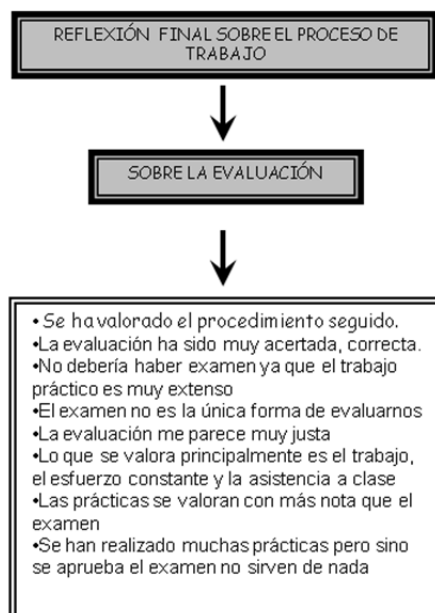 REFLEXIÓN FINAL SOBRE EL PROCESO DE
TRABAJO
SOBRE LA EVALUACIÓN
•Se ha valorado el procedimiento seguido.
•La evaluación ha sido muy acertada, correcta.
•No debería haber examen ya que el trabajo
práctico es muy extenso
•El examen no es la única forma de evaluarnos
•La evaluación me parece muy justa
•Lo que se valora principalmente es el trabajo,
el esfuerzo constante y la asistencia a clase
•Las prácticas se valoran con más nota que el
examen
•Se han realizado muchas prácticas pero sino
se aprueba el examen no sirven de nada